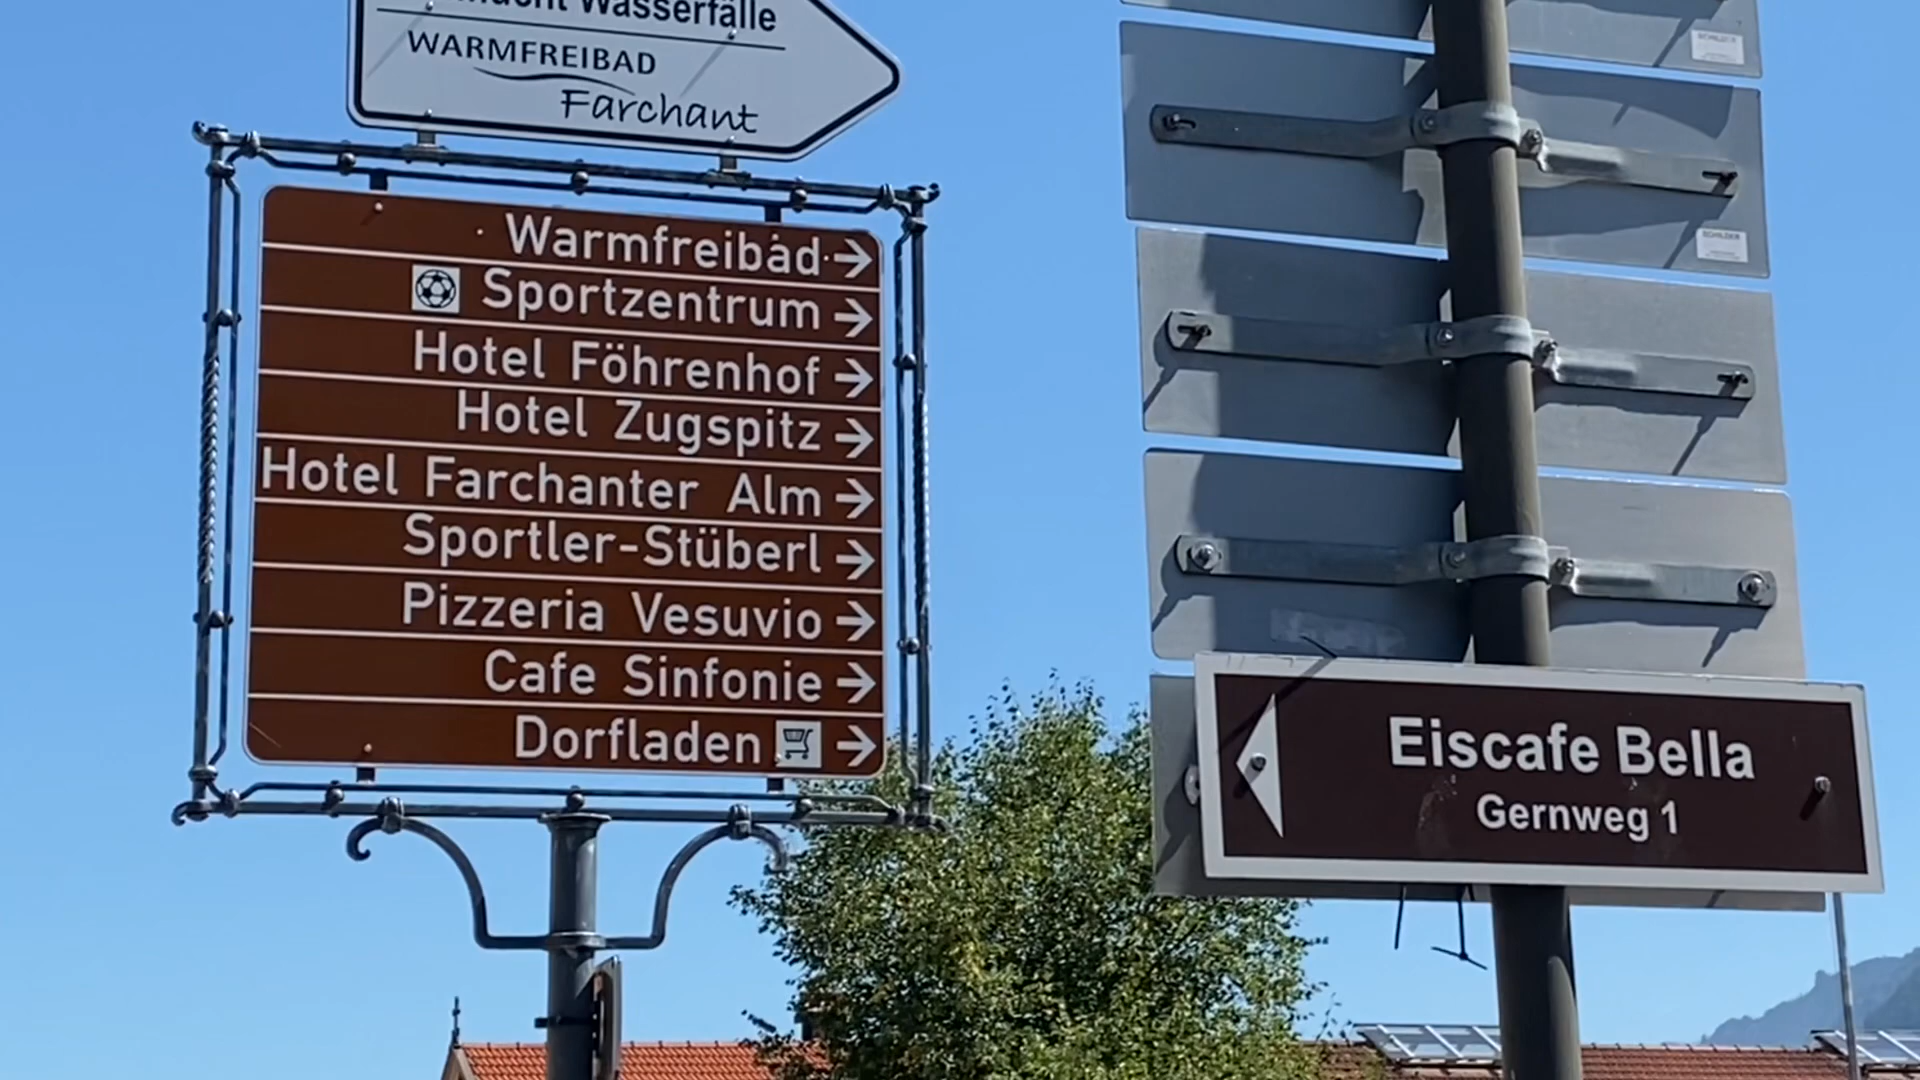 Wasserfälle
WARMFREIBAD
Farchant
Warmfreibad
Sportzentrum
Hotel Föhrenhof
Hotel Zugspitz
Hotel Farchanter Alm
Sportler-Stüberl
Pizzeria Vesuvio
Cafe Sinfonie
Dorfladen
Eiscafe Bella
Gernweg 1